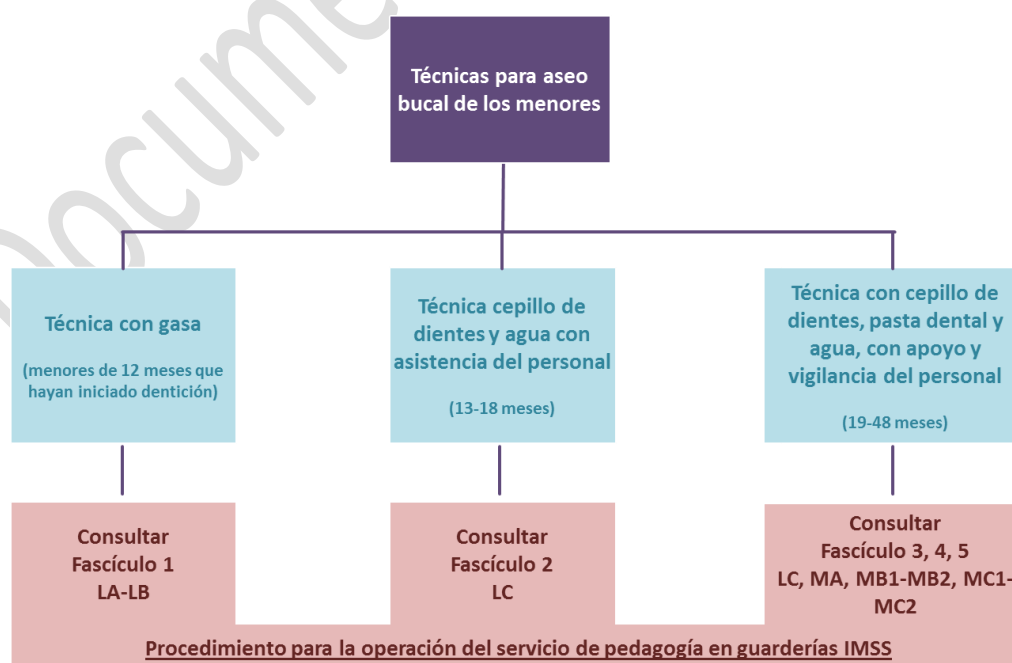 Docume
Técnicas para aseo
bucal de los menores
Técnica con gasa
(menores de 12 meses que
hayan iniciado dentición)
Técnica cepillo de
dientes y agua con
asistencia del personal
(13-18 meses)
Técnica con cepillo de
dientes, pasta dental y
agua, con apoyo y
vigilancia del personal
(19-48 meses)
Consultar
Fascículo 1
LA-LB
Consultar
Fascículo 2
LC
Consultar
Fascículo 3, 4, 5
LC, MA, MB1-MB2, MC1-
MC2
Procedimiento para la operación del servicio de pedagogía en guarderías IMSS